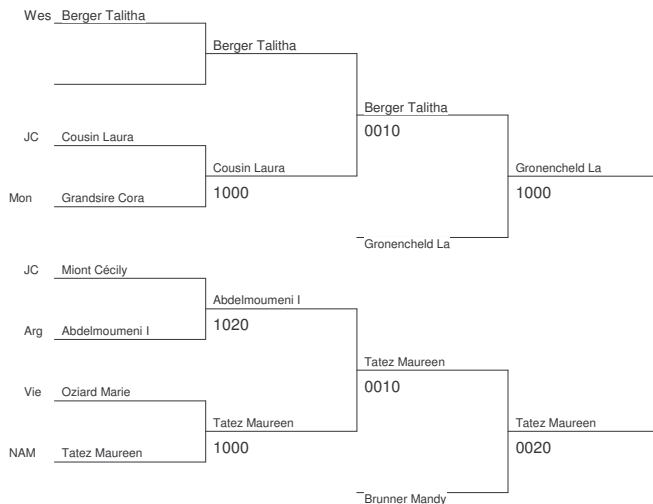 Wes Berger Talitha
Berger Talitha
Berger Talitha
0010
JC Cousin Laura
Cousin Laura
1000
Gronencheld La
1000
Mon Grandsire Cora
Gronencheld La
JC Miont Cécily
Abdelmoumeni I
1020
Arg Abdelmoumeni I
Tatez Maureen
0010
Vie Oziard Marie
Tatez Maureen
1000
Tatez Maureen
0020
NAM Tatez Maureen
Brunner Mandy